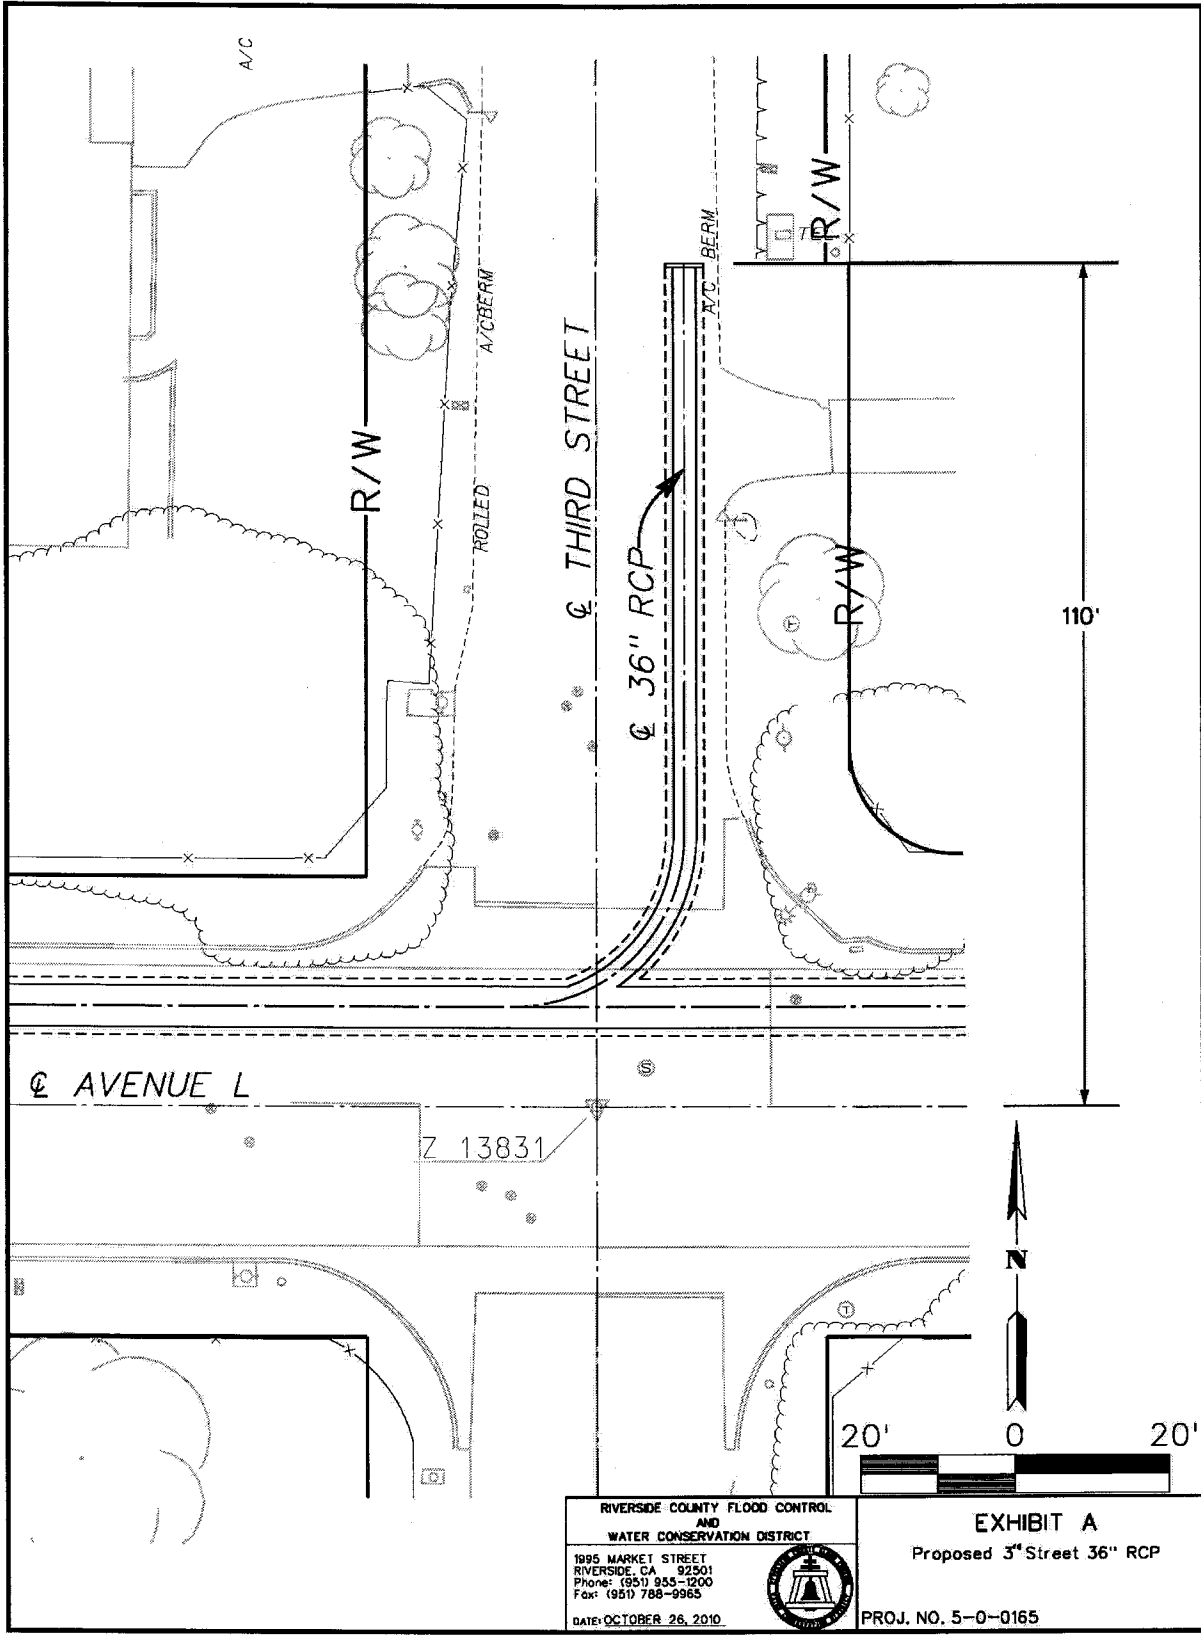 A/C
R/W
TEL
BERM
A/C
A/CBERM
℄ THIRD STREET
R/W
ROLLED
℄ 36" RCP
R/W
T
110'
S
℄ AVENUE L
Z 13831
N
T
20' 0 20'
RIVERSIDE COUNTY FLOOD CONTROL
AND
WATER CONSERVATION DISTRICT
1995 MARKET STREET
RIVERSIDE, CA 92501
Phone: (951) 955-1200
Fax: (951) 788-9965
DATE: OCTOBER 26, 2010
EXHIBIT A
Proposed 3rd Street 36" RCP
PROJ. NO. 5-0-0165